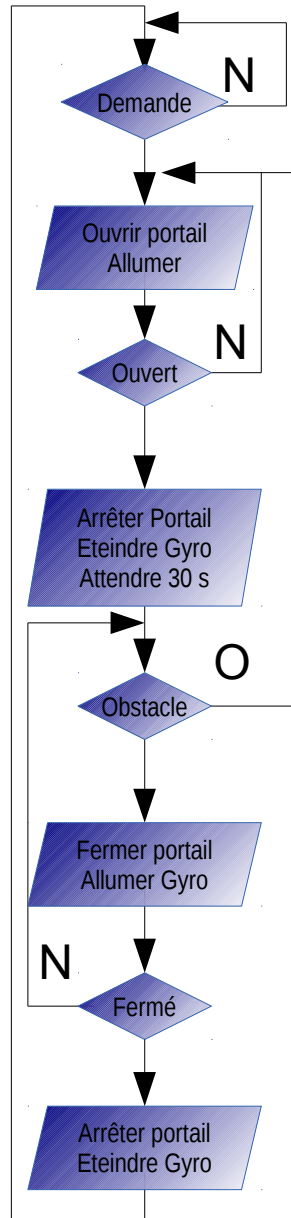 N
Demande
Ouvrir portail
Allumer
N
Ouvert
Arrêter Portail
Eteindre Gyro
Attendre 30 s
O
Obstacle
Fermer portail
Allumer Gyro
N
Fermé
Arrêter portail
Eteindre Gyro